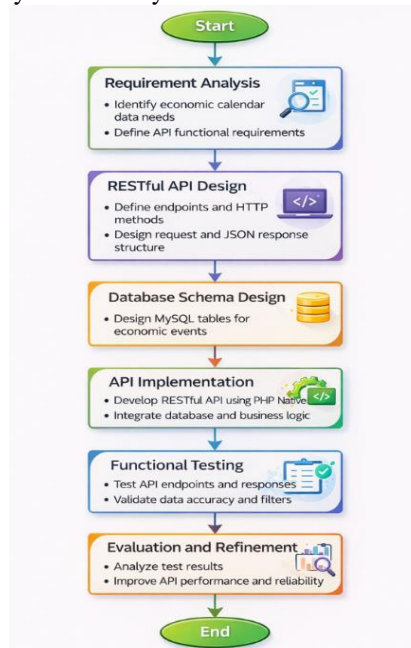 Start
Requirement Analysis
• Identify economic calendar
data needs
• Define API functional requirements
</>
RESTful API Design
• Define endpoints and HTTP
methods
• Design request and JSON response
structure
Database Schema Design
• Design MySQL tables for
economic events
API Implementation
• Develop RESTful API using PHP Native
• Integrate database and business logic
</>
Functional Testing
• Test API endpoints and responses
• Validate data accuracy and filters
Evaluation and Refinement
• Analyze test results
• Improve API performance and reliability
End